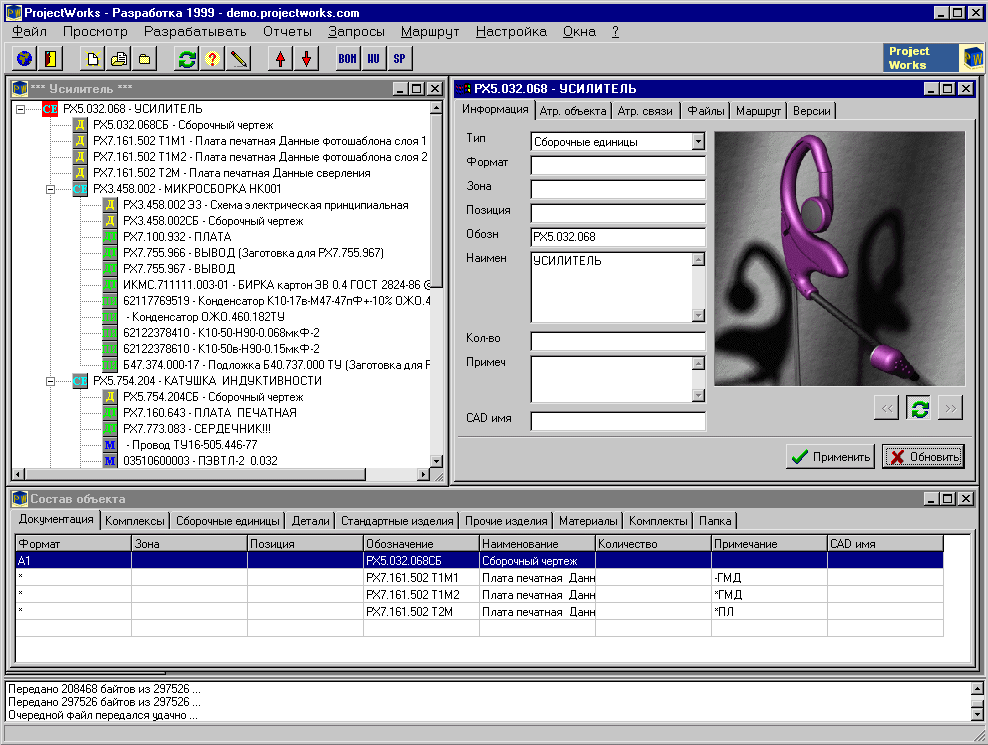 ProjectWorks - Разработка 1999 - demo.projectworks.com
Файл Просмотр Разрабатывать Отчеты Запросы Маршрут Настройка Окна ?
BOM WU SP
Project
Works
*** Усилитель ***
РХ5.032.068 - УСИЛИТЕЛЬ
РХ5.032.068СБ - Сборочный чертеж
РХ7.161.502 Т1М1 - Плата печатная Данные фотошаблона слоя 1
РХ7.161.502 Т1М2 - Плата печатная Данные фотошаблона слоя 2
РХ7.161.502 Т2М - Плата печатная Данные сверления
РХ3.458.002 - МИКРОСБОРКА НК001
РХ3.458.002 ЭЗ - Схема электрическая принципиальная
РХ3.458.002СБ - Сборочный чертеж
РХ7.100.932 - ПЛАТА
РХ7.755.966 - ВЫВОД (Заготовка для РХ7.755.967)
РХ7.755.967 - ВЫВОД
ИКМС.711111.003-01 - БИРКА картон ЭВ 0.4 ГОСТ 2824-86
62117769519 - Конденсатор К10-17в-М47-47пФ+-10% ОЖО.4
- Конденсатор ОЖО.460.182ТУ
62122378410 - К10-50-Н90-0.068мкФ-2
62122378610 - К10-50в-Н90-0.15мкФ-2
Б47.374.000-17 - Подложка Б40.737.000 ТУ (Заготовка для
РХ5.754.204 - КАТУШКА ИНДУКТИВНОСТИ
РХ5.754.204СБ - Сборочный чертеж
РХ7.160.643 - ПЛАТА ПЕЧАТНАЯ
РХ7.773.083 - СЕРДЕЧНИК!!!
- Провод ТУ16-505.446-77
03510600003 - ПЭВТЛ-2 0.032
РХ5.032.068 - УСИЛИТЕЛЬ
Информация Атр. объекта Атр. связи Файлы Маршрут Версии
Тип Сборочные единицы
Формат
Зона
Позиция
Обозн РХ5.032.068
Наимен УСИЛИТЕЛЬ
Кол-во
Примеч
CAD имя
<< >>
Применить Обновить
Состав объекта
Документация Комплексы Сборочные единицы Детали Стандартные изделия Прочие изделия Материалы Комплекты Папка
Формат Зона Позиция Обозначение Наименование Количество Примечание CAD имя
А1 РХ5.032.068СБ Сборочный чертеж
* РХ7.161.502 Т1М1 Плата печатная Данн -ГМД
* РХ7.161.502 Т1М2 Плата печатная Данн *ГМД
* РХ7.161.502 Т2М Плата печатная Данн *ПЛ
Передано 208468 байтов из 297526 ...
Передано 297526 байтов из 297526 ...
Очередной файл передался удачно ...